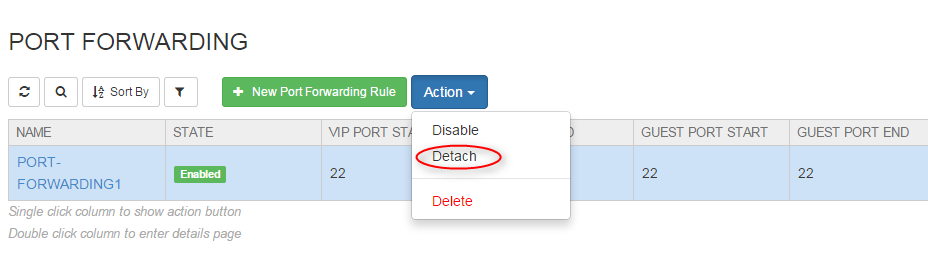 PORT FORWARDING
Sort By
New Port Forwarding Rule
Action
Disable
Detach
Delete
NAME STATE VIP PORT STA D GUEST PORT START GUEST PORT END
PORT-
FORWARDING1
Enabled 22 22 22
Single click column to show action button
Double click column to enter details page